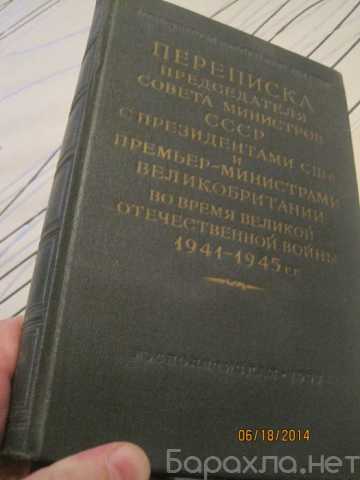 ПЕРЕПИСКА
ПРЕДСЕДАТЕЛЯ
СОВЕТА МИНИСТРОВ
СССР
С ПРЕЗИДЕНТАМИ США
И
ПРЕМЬЕР-МИНИСТРАМИ
ВЕЛИКОБРИТАНИИ
ВО ВРЕМЯ ВЕЛИКОЙ
ОТЕЧЕСТВЕННОЙ ВОЙНЫ
1941-1945 гг.
ГОСПОЛИТИЗДАТ
06/18/2014
Барахла.нет